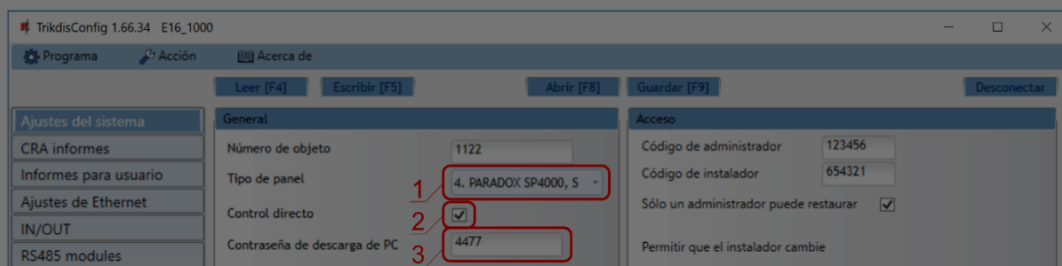 TrikdisConfig 1.66.34 E16_1000
Programa Acción Acerca de
Leer [F4] Escribir [F5] Abrir [F8] Guardar [F9] Desconectar
Ajustes del sistema
CRA informes
Informes para usuario
Ajustes de Ethernet
IN/OUT
RS485 modules
General
Número de objeto 1122
Tipo de panel 1 4. PARADOX SP4000, S
Control directo 2
Contraseña de descarga de PC 3 4477
Acceso
Código de administrador 123456
Código de instalador 654321
Sólo un administrador puede restaurar
Permitir que el instalador cambie